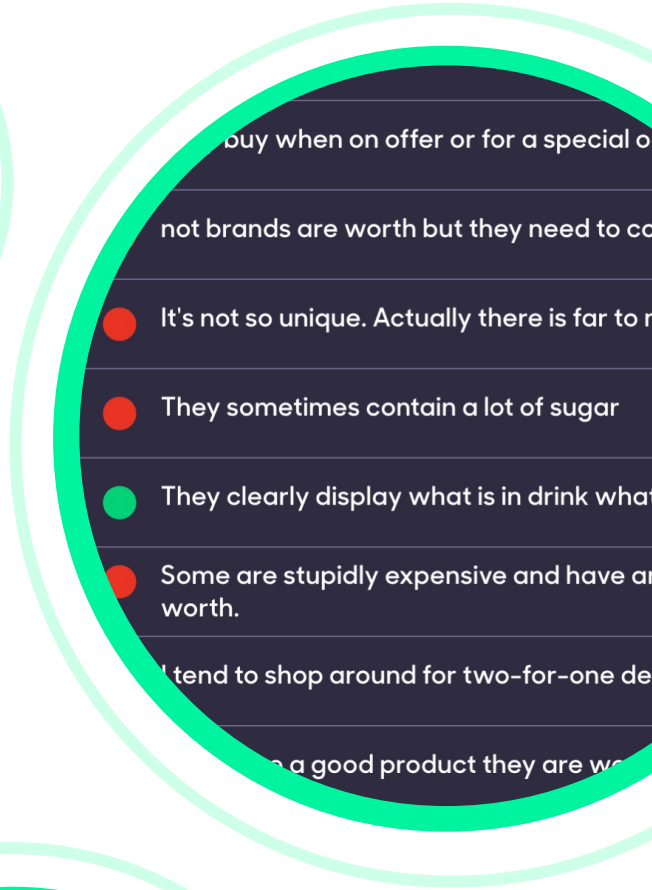 buy when on offer or for a special
not brands are worth but they need to
It's not so unique. Actually there is far to
They sometimes contain a lot of sugar
They clearly display what is in drink what
Some are stupidly expensive and have
worth.
I tend to shop around for two-for-one
a good product they are